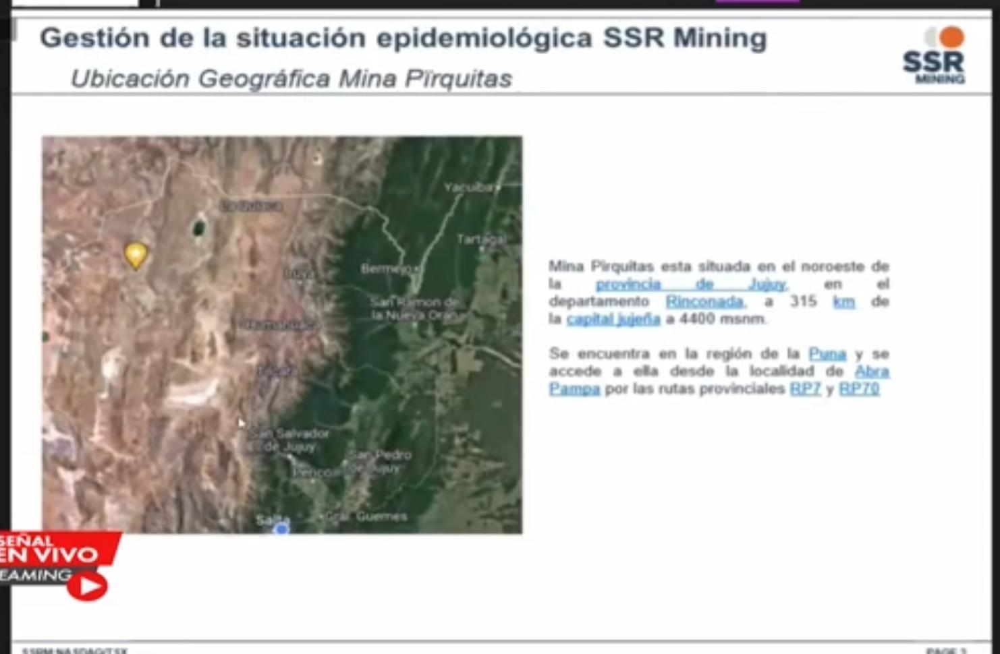 Gestión de la situación epidemiológica SSR Mining
Ubicación Geográfica Mina Pïrquitas
SSR
MINING
Yacuiba
La Quiaca
Tartagal
Bermejo
Iruya
San Ramon de
la Nueva Oran
Humahuaca
Tilcara
San Salvador
de Jujuy
San Pedro
de Jujuy
Perico
Salta
Gral. Guemes
Mina Pirquitas esta situada en el noroeste de
la provincia de Jujuy, en el
departamento Rinconada, a 315 km de
la capital jujeña a 4400 msnm.
Se encuentra en la región de la Puna y se
accede a ella desde la localidad de Abra
Pampa por las rutas provinciales RP7 y RP70
SEÑAL
EN VIVO
EAMING
SSRM:NASDAQ/TSX
PAGE 2